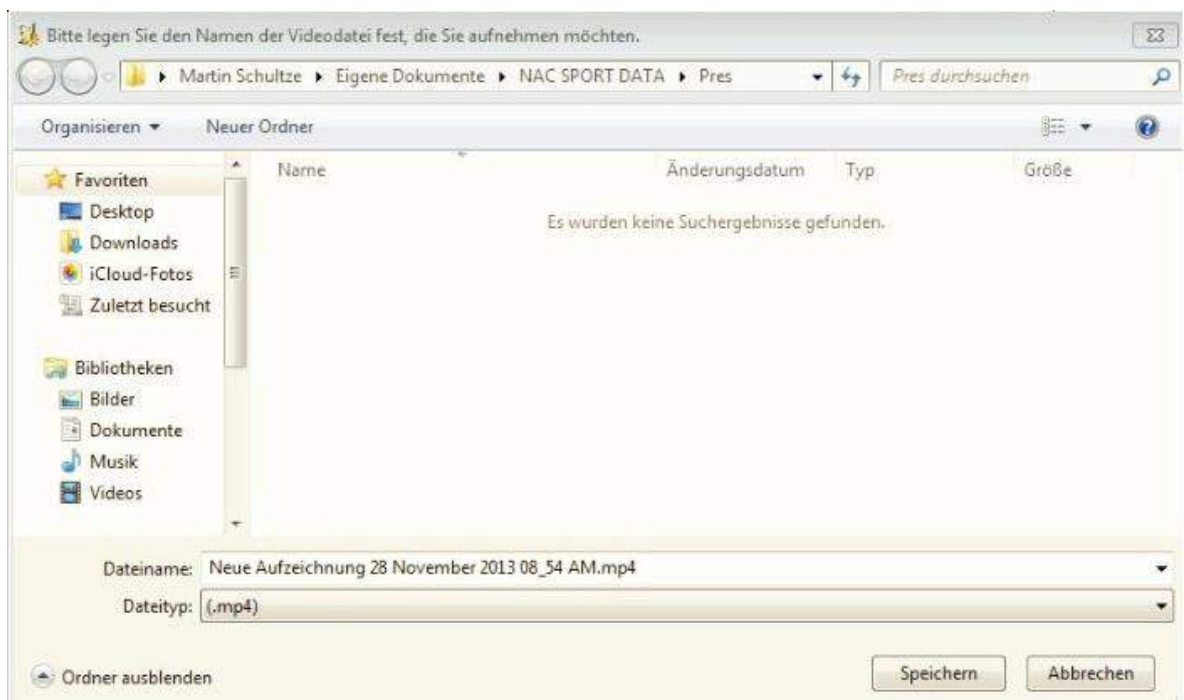 Bitte legen Sie den Namen der Videodatei fest, die Sie aufnehmen möchten.
Martin Schultze Eigene Dokumente NAC SPORT DATA Pres Pres durchsuchen
Organisieren Neuer Ordner
Name Änderungsdatum Typ Größe
Es wurden keine Suchergebnisse gefunden.
Favoriten
Desktop
Downloads
iCloud-Fotos
Zuletzt besucht
Bibliotheken
Bilder
Dokumente
Musik
Videos
Dateiname: Neue Aufzeichnung 28 November 2013 08_54 AM.mp4
Dateityp: (.mp4)
Ordner ausblenden Speichern Abbrechen